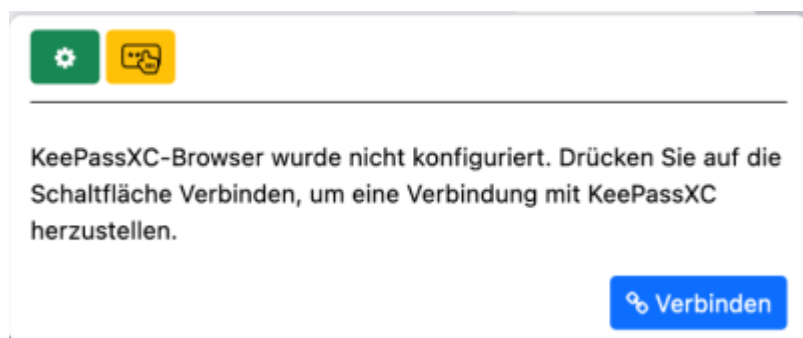 KeePassXC-Browser wurde nicht konfiguriert. Drücken Sie auf die
Schaltfläche Verbinden, um eine Verbindung mit KeePassXC
herzustellen.
Verbinden